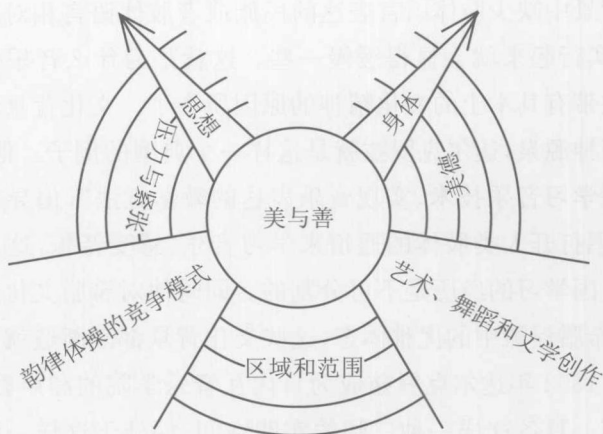 思想
身体
压力与紧张
美德
美与善
韵律体操的竞争模式
艺术、舞蹈和文学创作
区域和范围